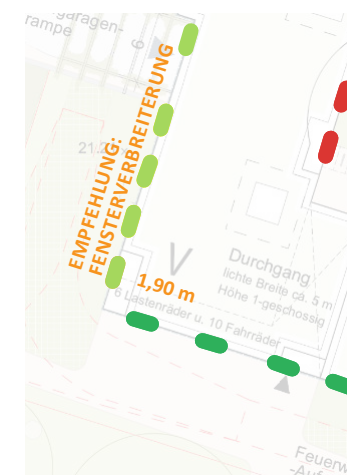 garagen-
rampe
6
EMPFEHLUNG:
FENSTERVERBREITERUNG
V
Durchgang
lichte Breite ca. 5 m
Höhe 1-geschossig
1,90 m
6 Lastenräder u. 10 Fahrräder
Feuerw